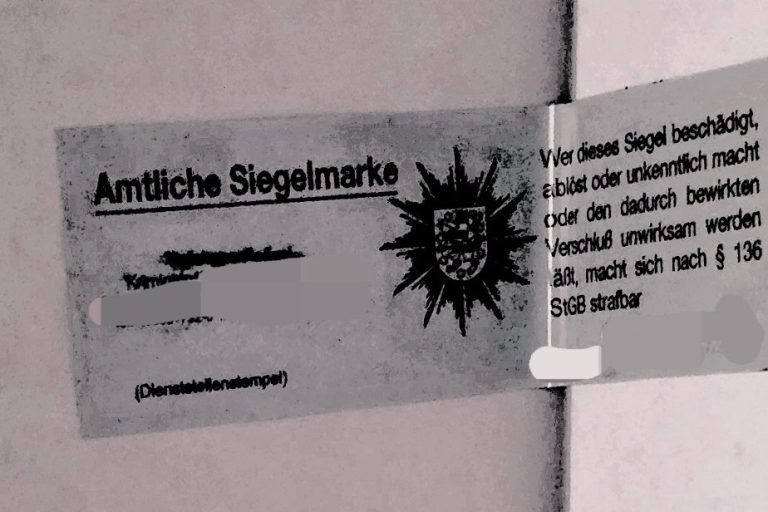 Amtliche Siegelmarke
(Dienststellenstempel)
Wer dieses Siegel beschädigt,
ablöst oder unkenntlich macht
oder den dadurch bewirkten
Verschluß unwirksam werden
läßt, macht sich nach § 136
StGB strafbar